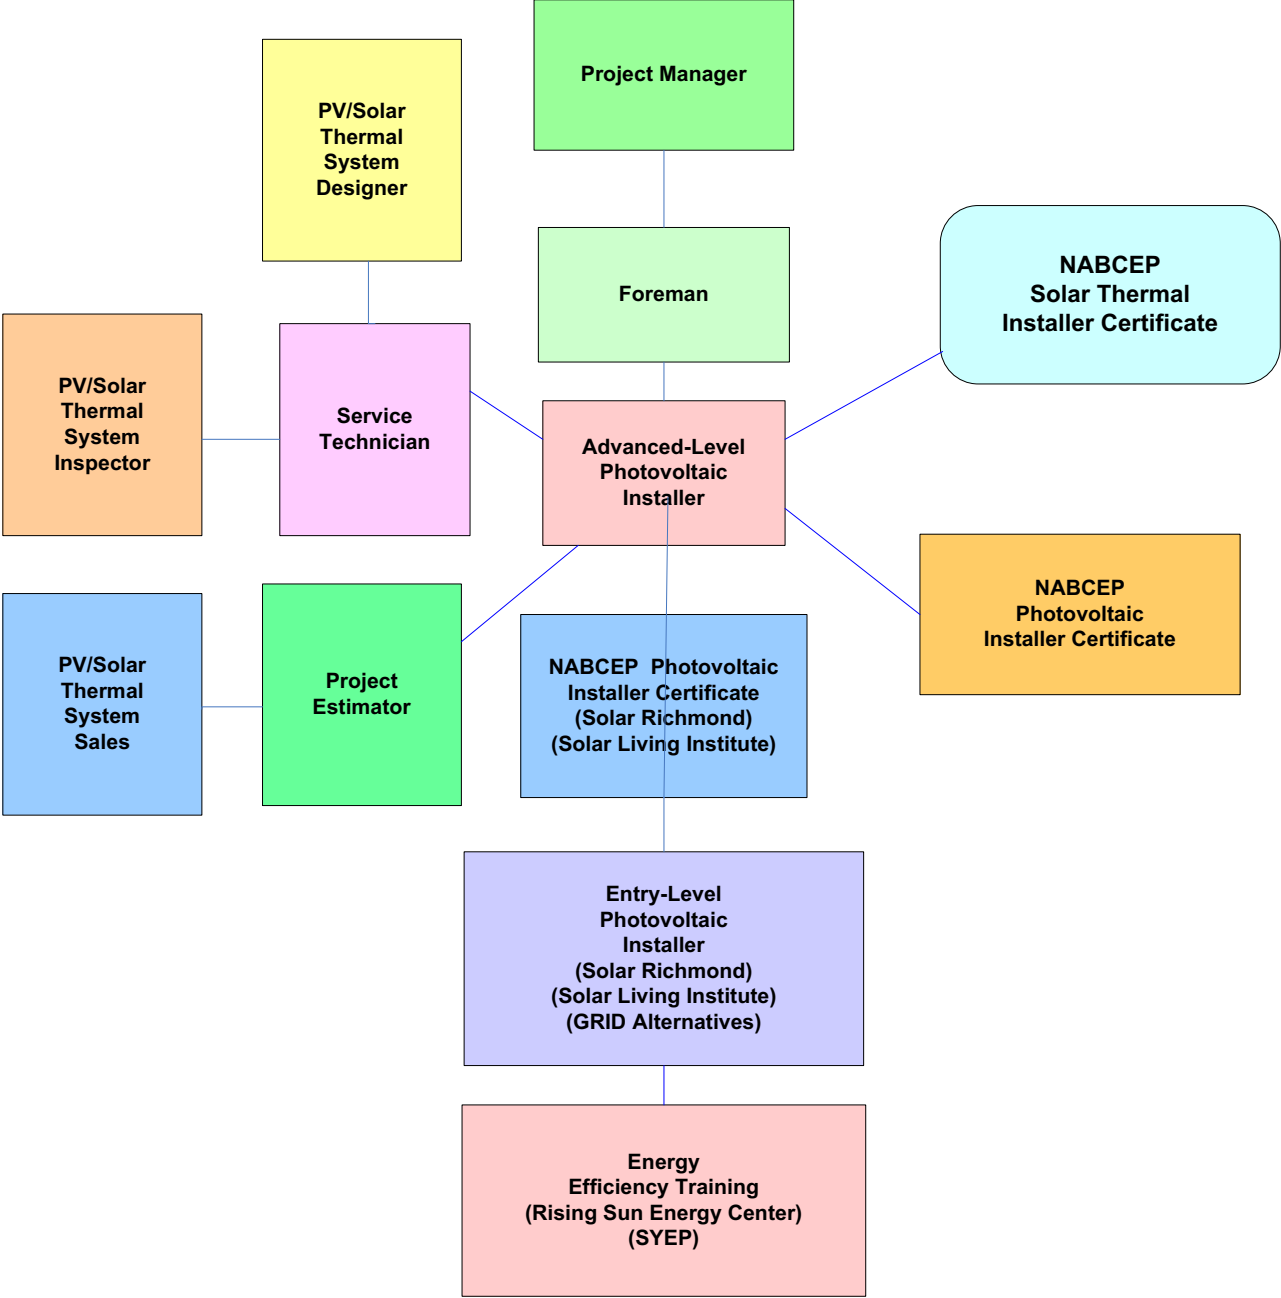 Project Manager
PV/Solar
Thermal
System
Designer
Foreman
NABCEP
Solar Thermal
Installer Certificate
PV/Solar
Thermal
System
Inspector
Service
Technician
Advanced-Level
Photovoltaic
Installer
NABCEP
Photovoltaic
Installer Certificate
PV/Solar
Thermal
System
Sales
Project
Estimator
NABCEP  Photovoltaic
Installer Certificate
(Solar Richmond)
(Solar Living Institute)
Entry-Level
Photovoltaic
Installer
(Solar Richmond)
(Solar Living Institute)
(GRID Alternatives)
Energy
Efficiency Training
(Rising Sun Energy Center)
(SYEP)